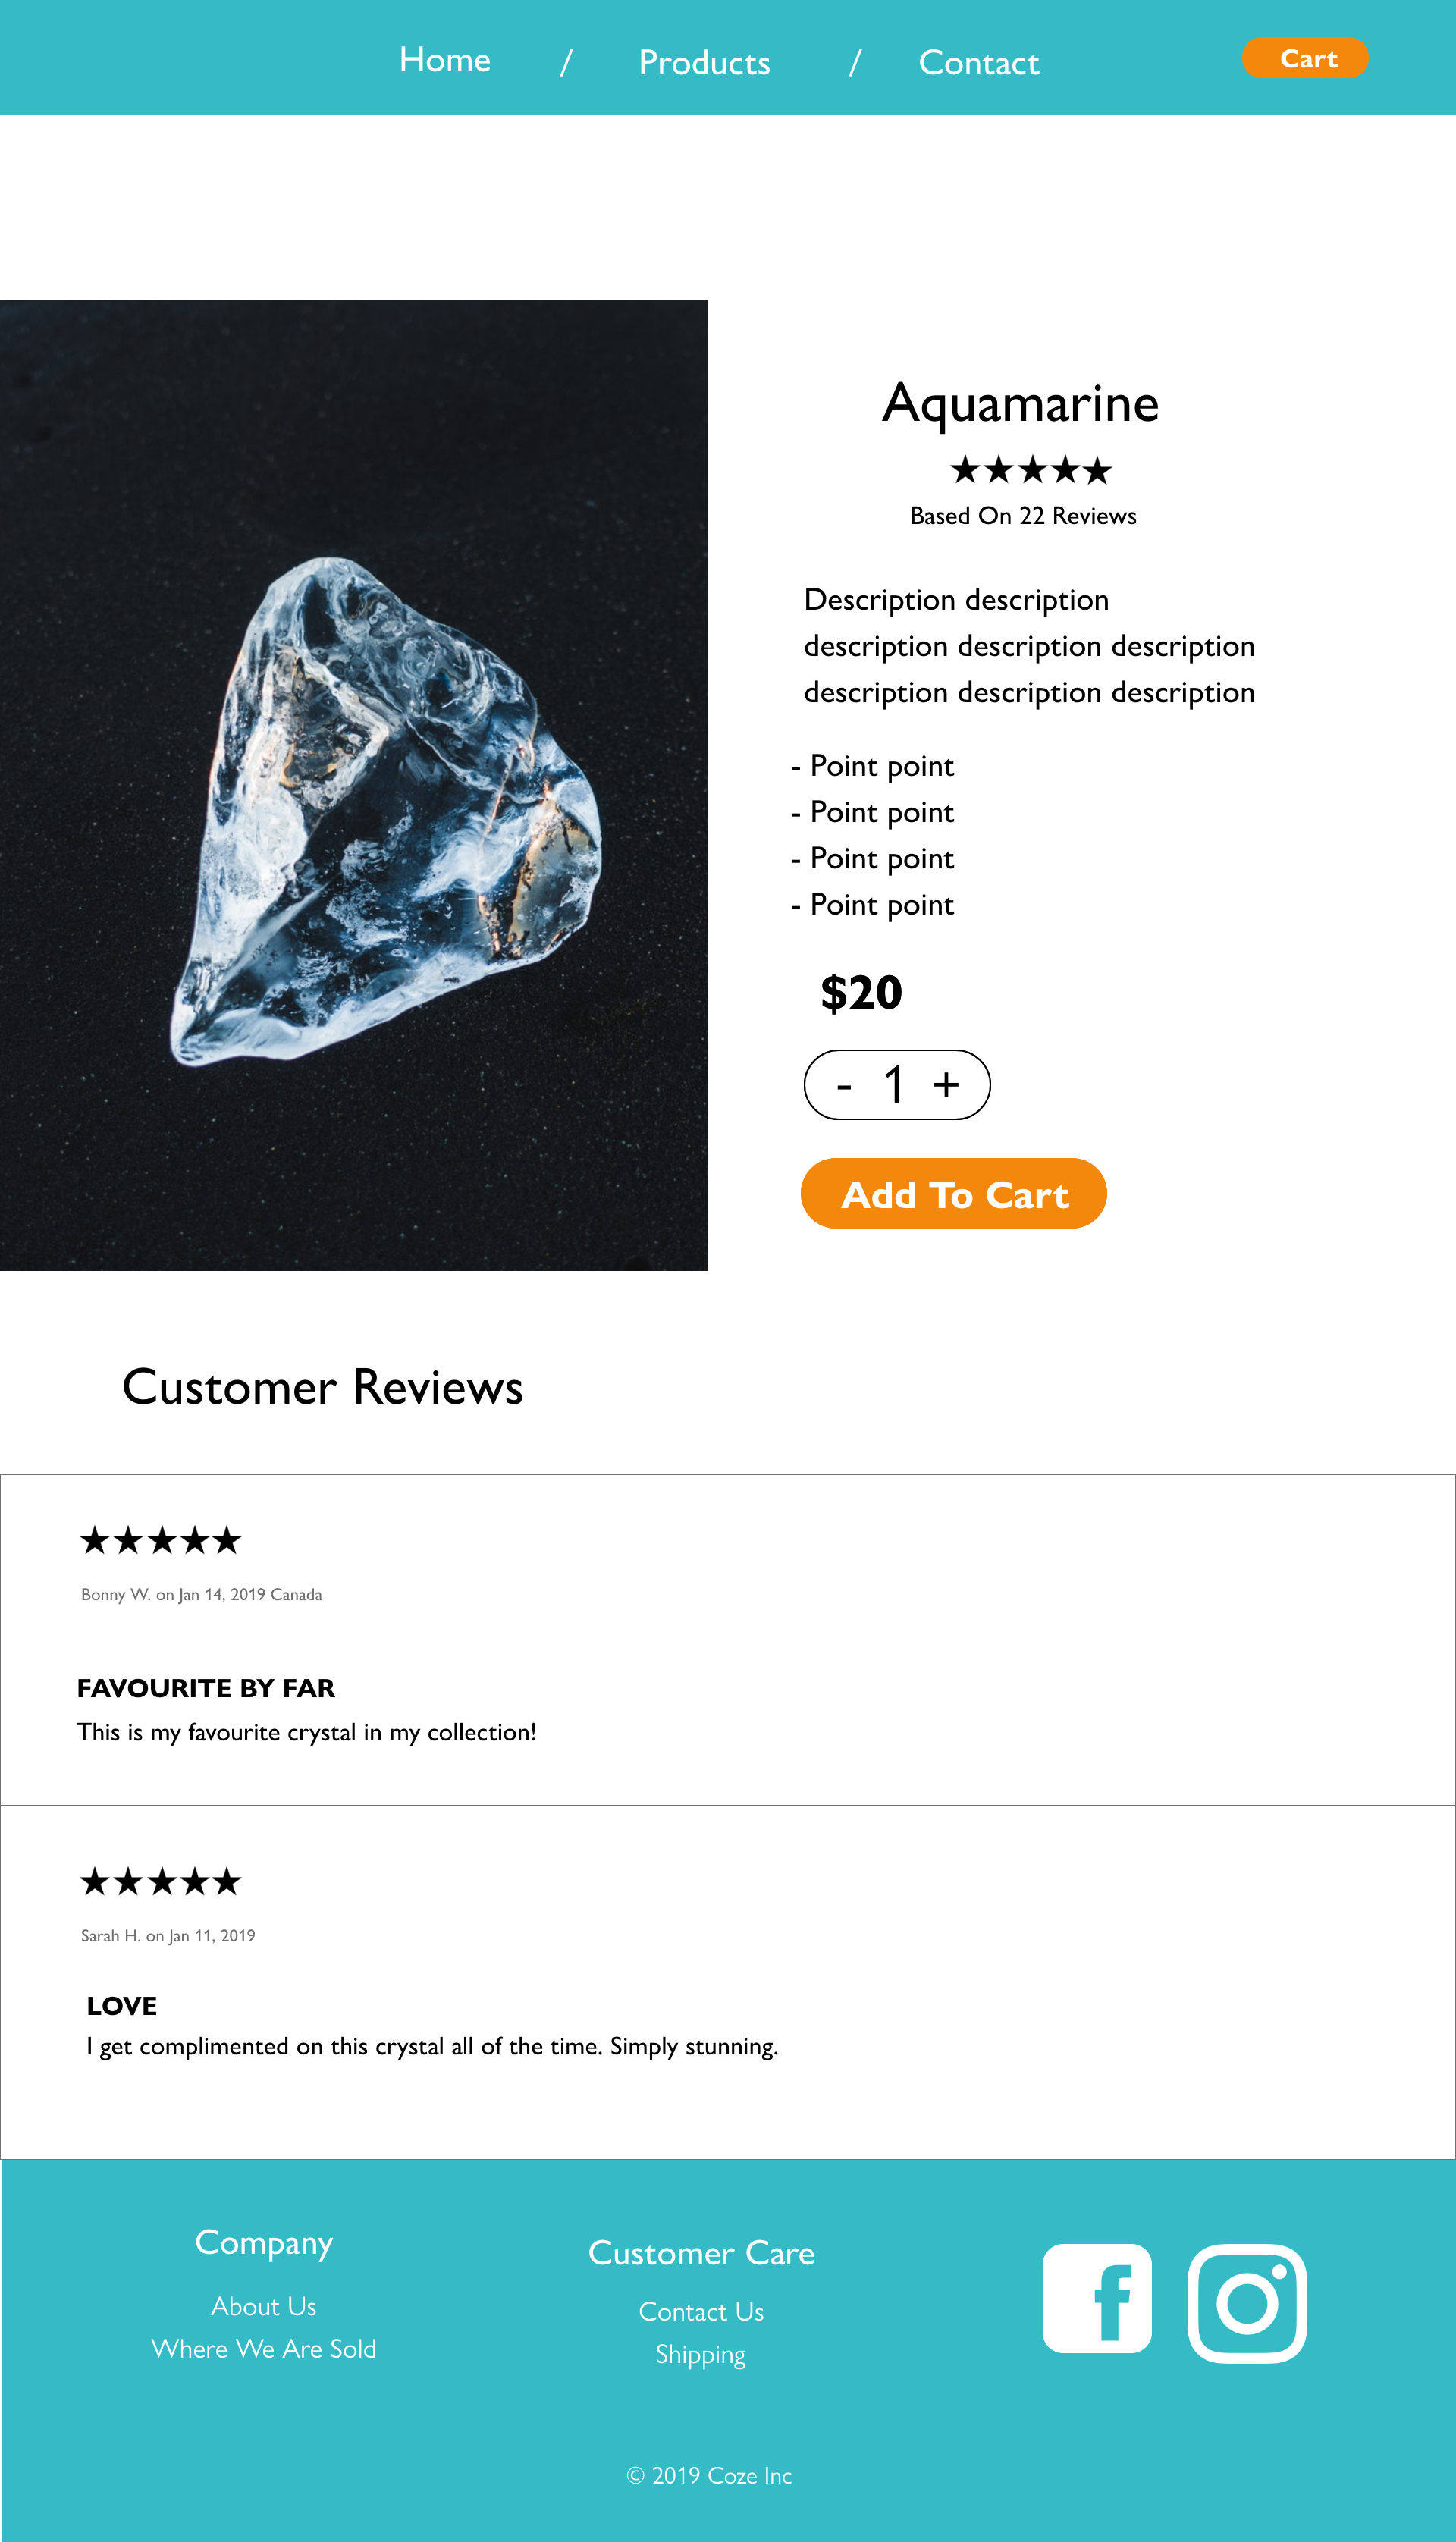 Home / Products / Contact Cart
Aquamarine
★★★★★
Based On 22 Reviews
Description description
description description description
description description description
- Point point
- Point point
- Point point
- Point point
$20
- 1 +
Add To Cart
Customer Reviews
★★★★★
Bonny W. on Jan 14, 2019 Canada
FAVOURITE BY FAR
This is my favourite crystal in my collection!
★★★★★
Sarah H. on Jan 11, 2019
LOVE
I get complimented on this crystal all of the time. Simply stunning.
Company
About Us
Where We Are Sold
Customer Care
Contact Us
Shipping
© 2019 Coze Inc